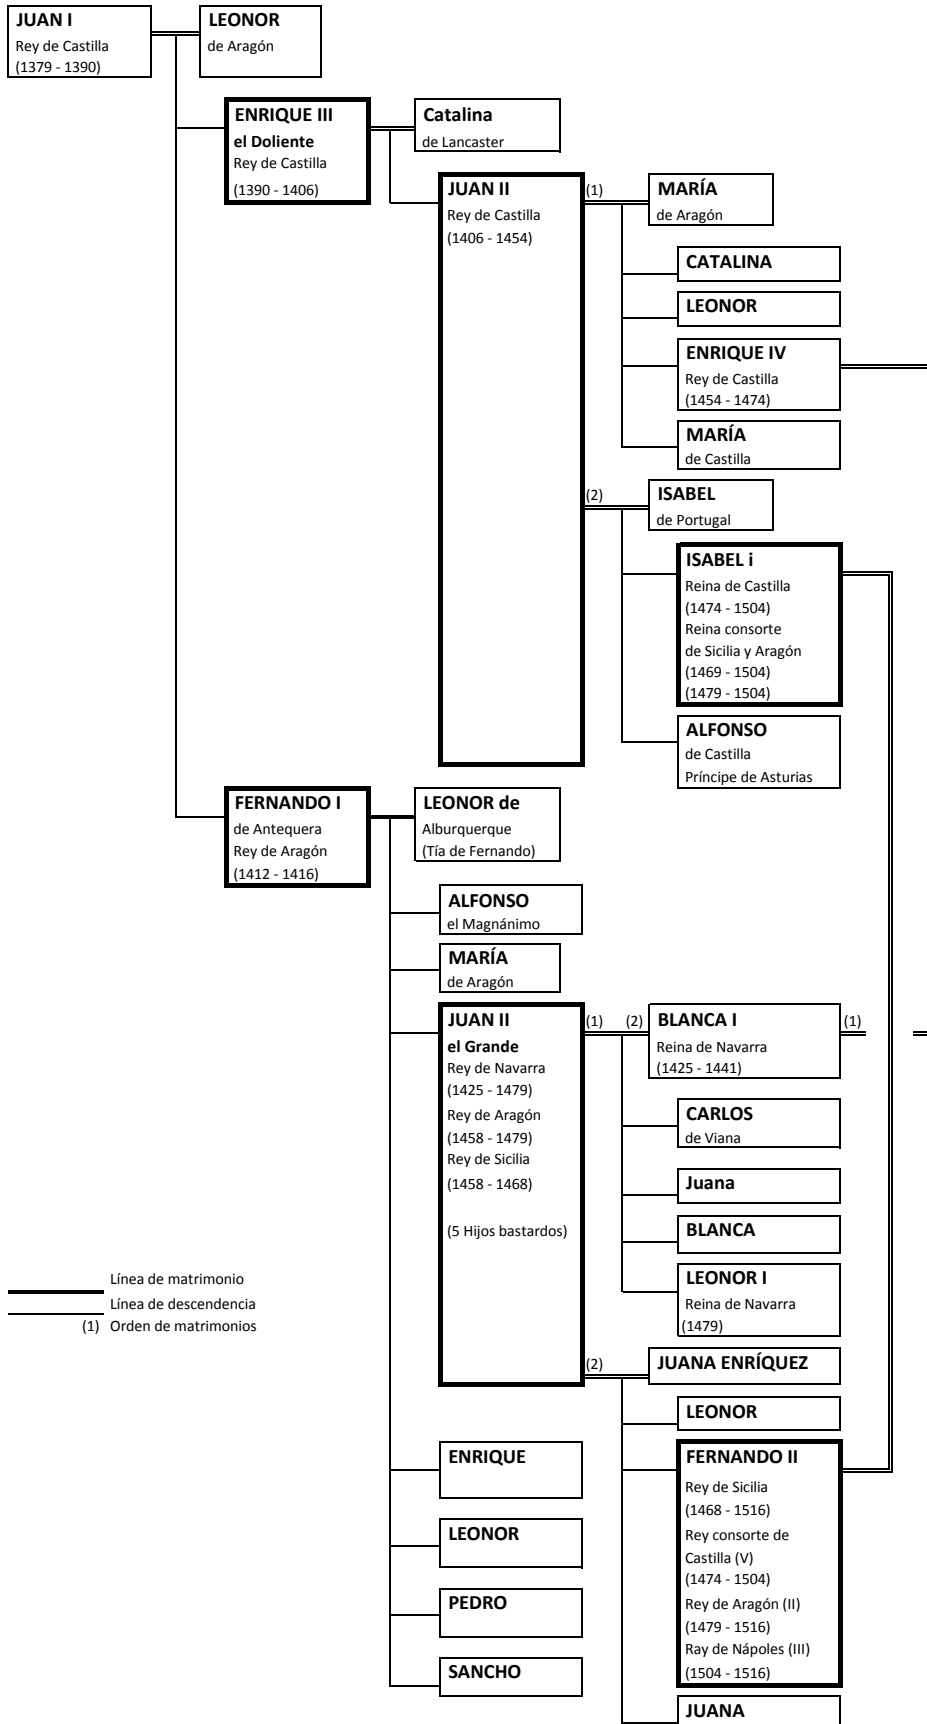 JUAN I
Rey de Castilla
(1379 - 1390)
LEONOR
de Aragón
ENRIQUE III
el Doliente
Rey de Castilla
(1390 - 1406)
Catalina
de Lancaster
JUAN II
Rey de Castilla
(1406 - 1454)
(1)
MARÍA
de Aragón
CATALINA
LEONOR
ENRIQUE IV
Rey de Castilla
(1454 - 1474)
MARÍA
de Castilla
(2)
ISABEL
de Portugal
ISABEL i
Reina de Castilla
(1474 - 1504)
Reina consorte
de Sicilia y Aragón
(1469 - 1504)
(1479 - 1504)
ALFONSO
de Castilla
Príncipe de Asturias
FERNANDO I
de Antequera
Rey de Aragón
(1412 - 1416)
LEONOR de
Alburquerque
(Tía de Fernando)
ALFONSO
el Magnánimo
MARÍA
de Aragón
JUAN II
el Grande
Rey de Navarra
(1425 - 1479)
Rey de Aragón
(1458 - 1479)
Rey de Sicilia
(1458 - 1468)
(5 Hijos bastardos)
(1) (2)
BLANCA I
Reina de Navarra
(1425 - 1441)
(1)
CARLOS
de Viana
Juana
BLANCA
LEONOR I
Reina de Navarra
(1479)
Línea de matrimonio
Línea de descendencia
(1) Orden de matrimonios
(2)
JUANA ENRÍQUEZ
LEONOR
FERNANDO II
Rey de Sicilia
(1468 - 1516)
Rey consorte de
Castilla (V)
(1474 - 1504)
Rey de Aragón (II)
(1479 - 1516)
Ray de Nápoles (III)
(1504 - 1516)
ENRIQUE
LEONOR
PEDRO
SANCHO
JUANA